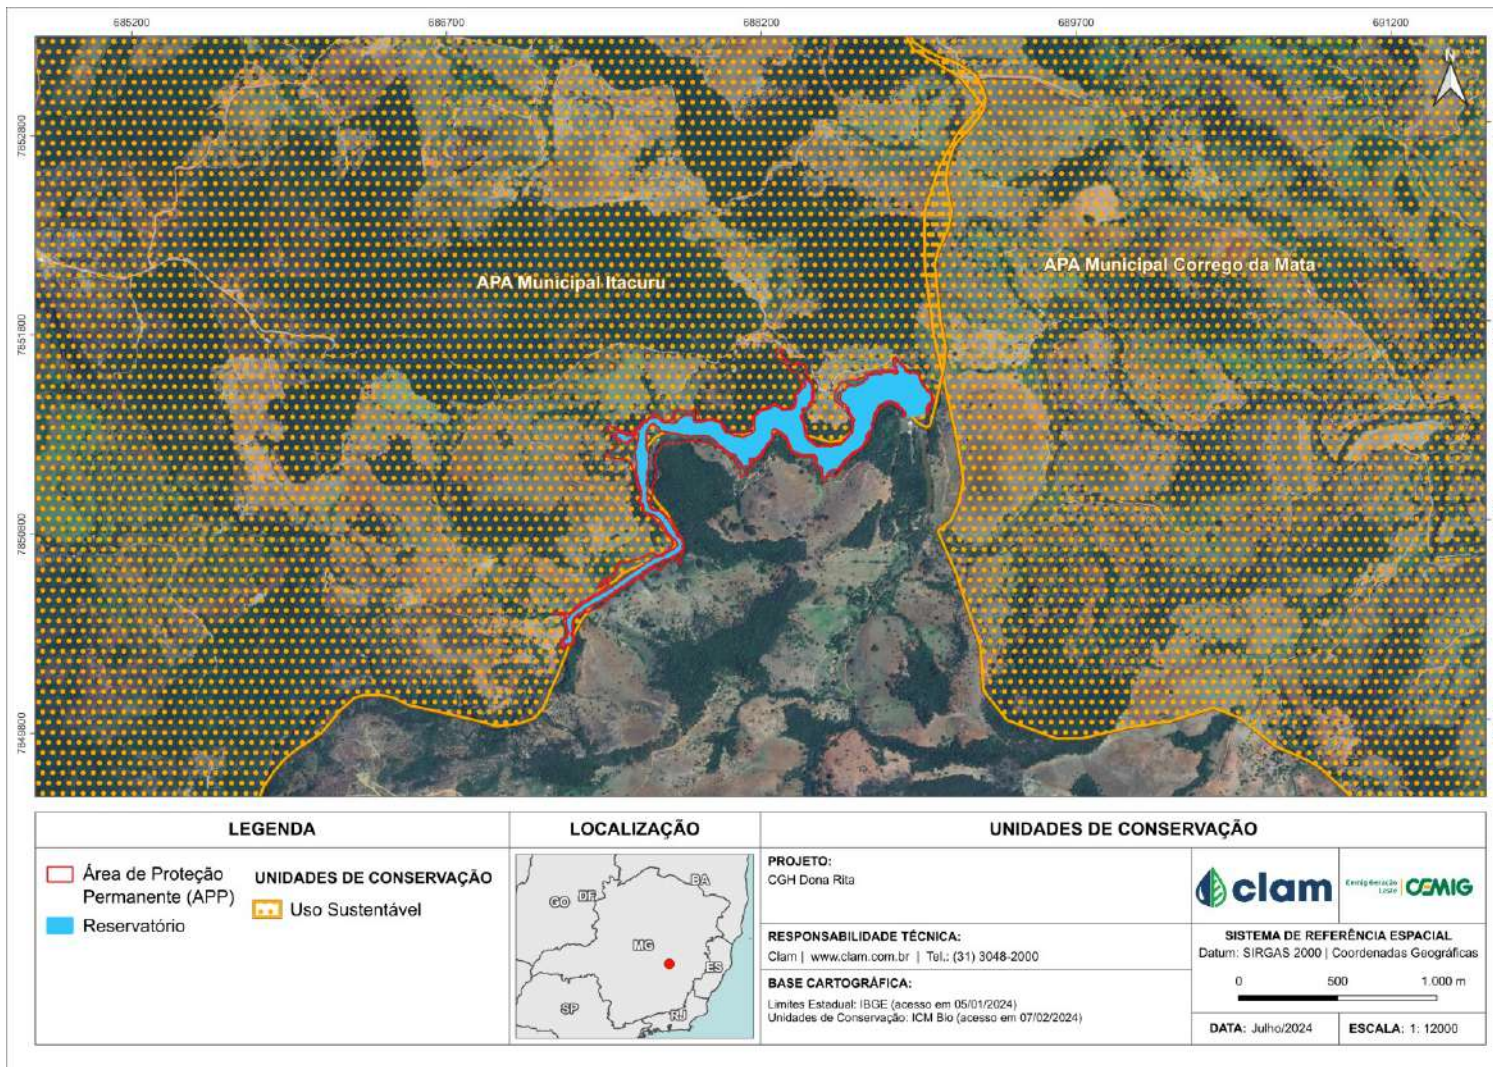 685200 686700 688200 689700 691200
N
7852800
APA Municipal Corrego da Mata
APA Municipal Itacuru
7851800
7850800
7849800
LEGENDA
Área de Proteção
Permanente (APP)
Reservatório
UNIDADES DE CONSERVAÇÃO
Uso Sustentável
LOCALIZAÇÃO
BA
DF
GO
MG
ES
SP
RJ
UNIDADES DE CONSERVAÇÃO
PROJETO:
CGH Dona Rita
clam
Cemig Geração
Leste
CEMIG
RESPONSABILIDADE TÉCNICA:
Clam | www.clam.com.br | Tel.: (31) 3048-2000
BASE CARTOGRÁFICA:
Limites Estadual: IBGE (acesso em 05/01/2024)
Unidades de Conservação: ICM Bio (acesso em 07/02/2024)
SISTEMA DE REFERÊNCIA ESPACIAL
Datum: SIRGAS 2000 | Coordenadas Geográficas
0 500 1.000 m
DATA: Julho/2024
ESCALA: 1: 12000